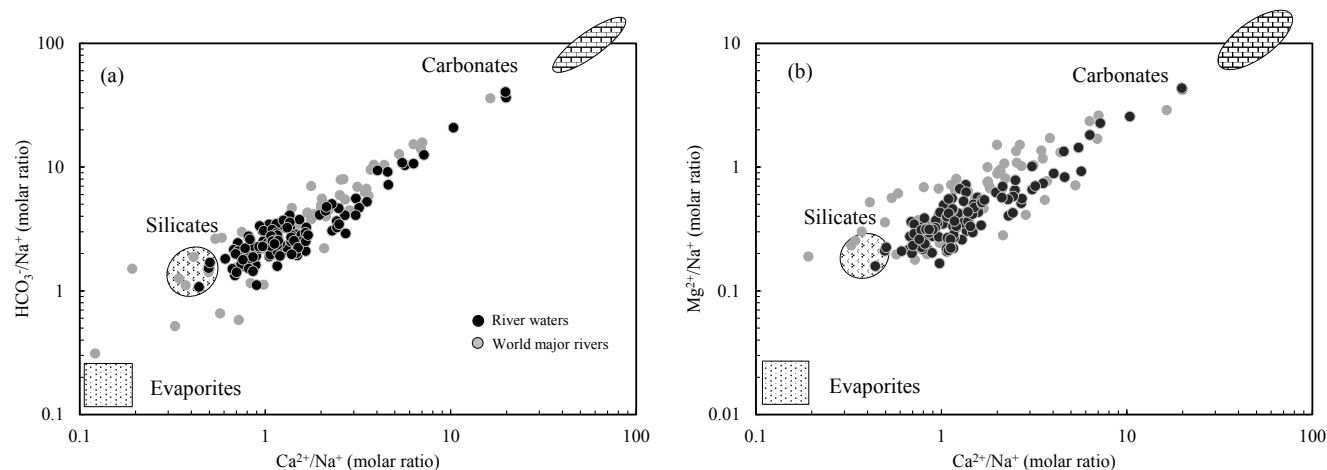 (a)
HCO₃⁻/Na⁺ (molar ratio)
100
10
1
0.1
Carbonates
Silicates
Evaporites
River waters
World major rivers
0.1
1
10
100
Ca²⁺/Na⁺ (molar ratio)
(b)
Mg²⁺/Na⁺ (molar ratio)
10
1
0.1
0.01
Carbonates
Silicates
Evaporites
0.1
1
10
100
Ca²⁺/Na⁺ (molar ratio)